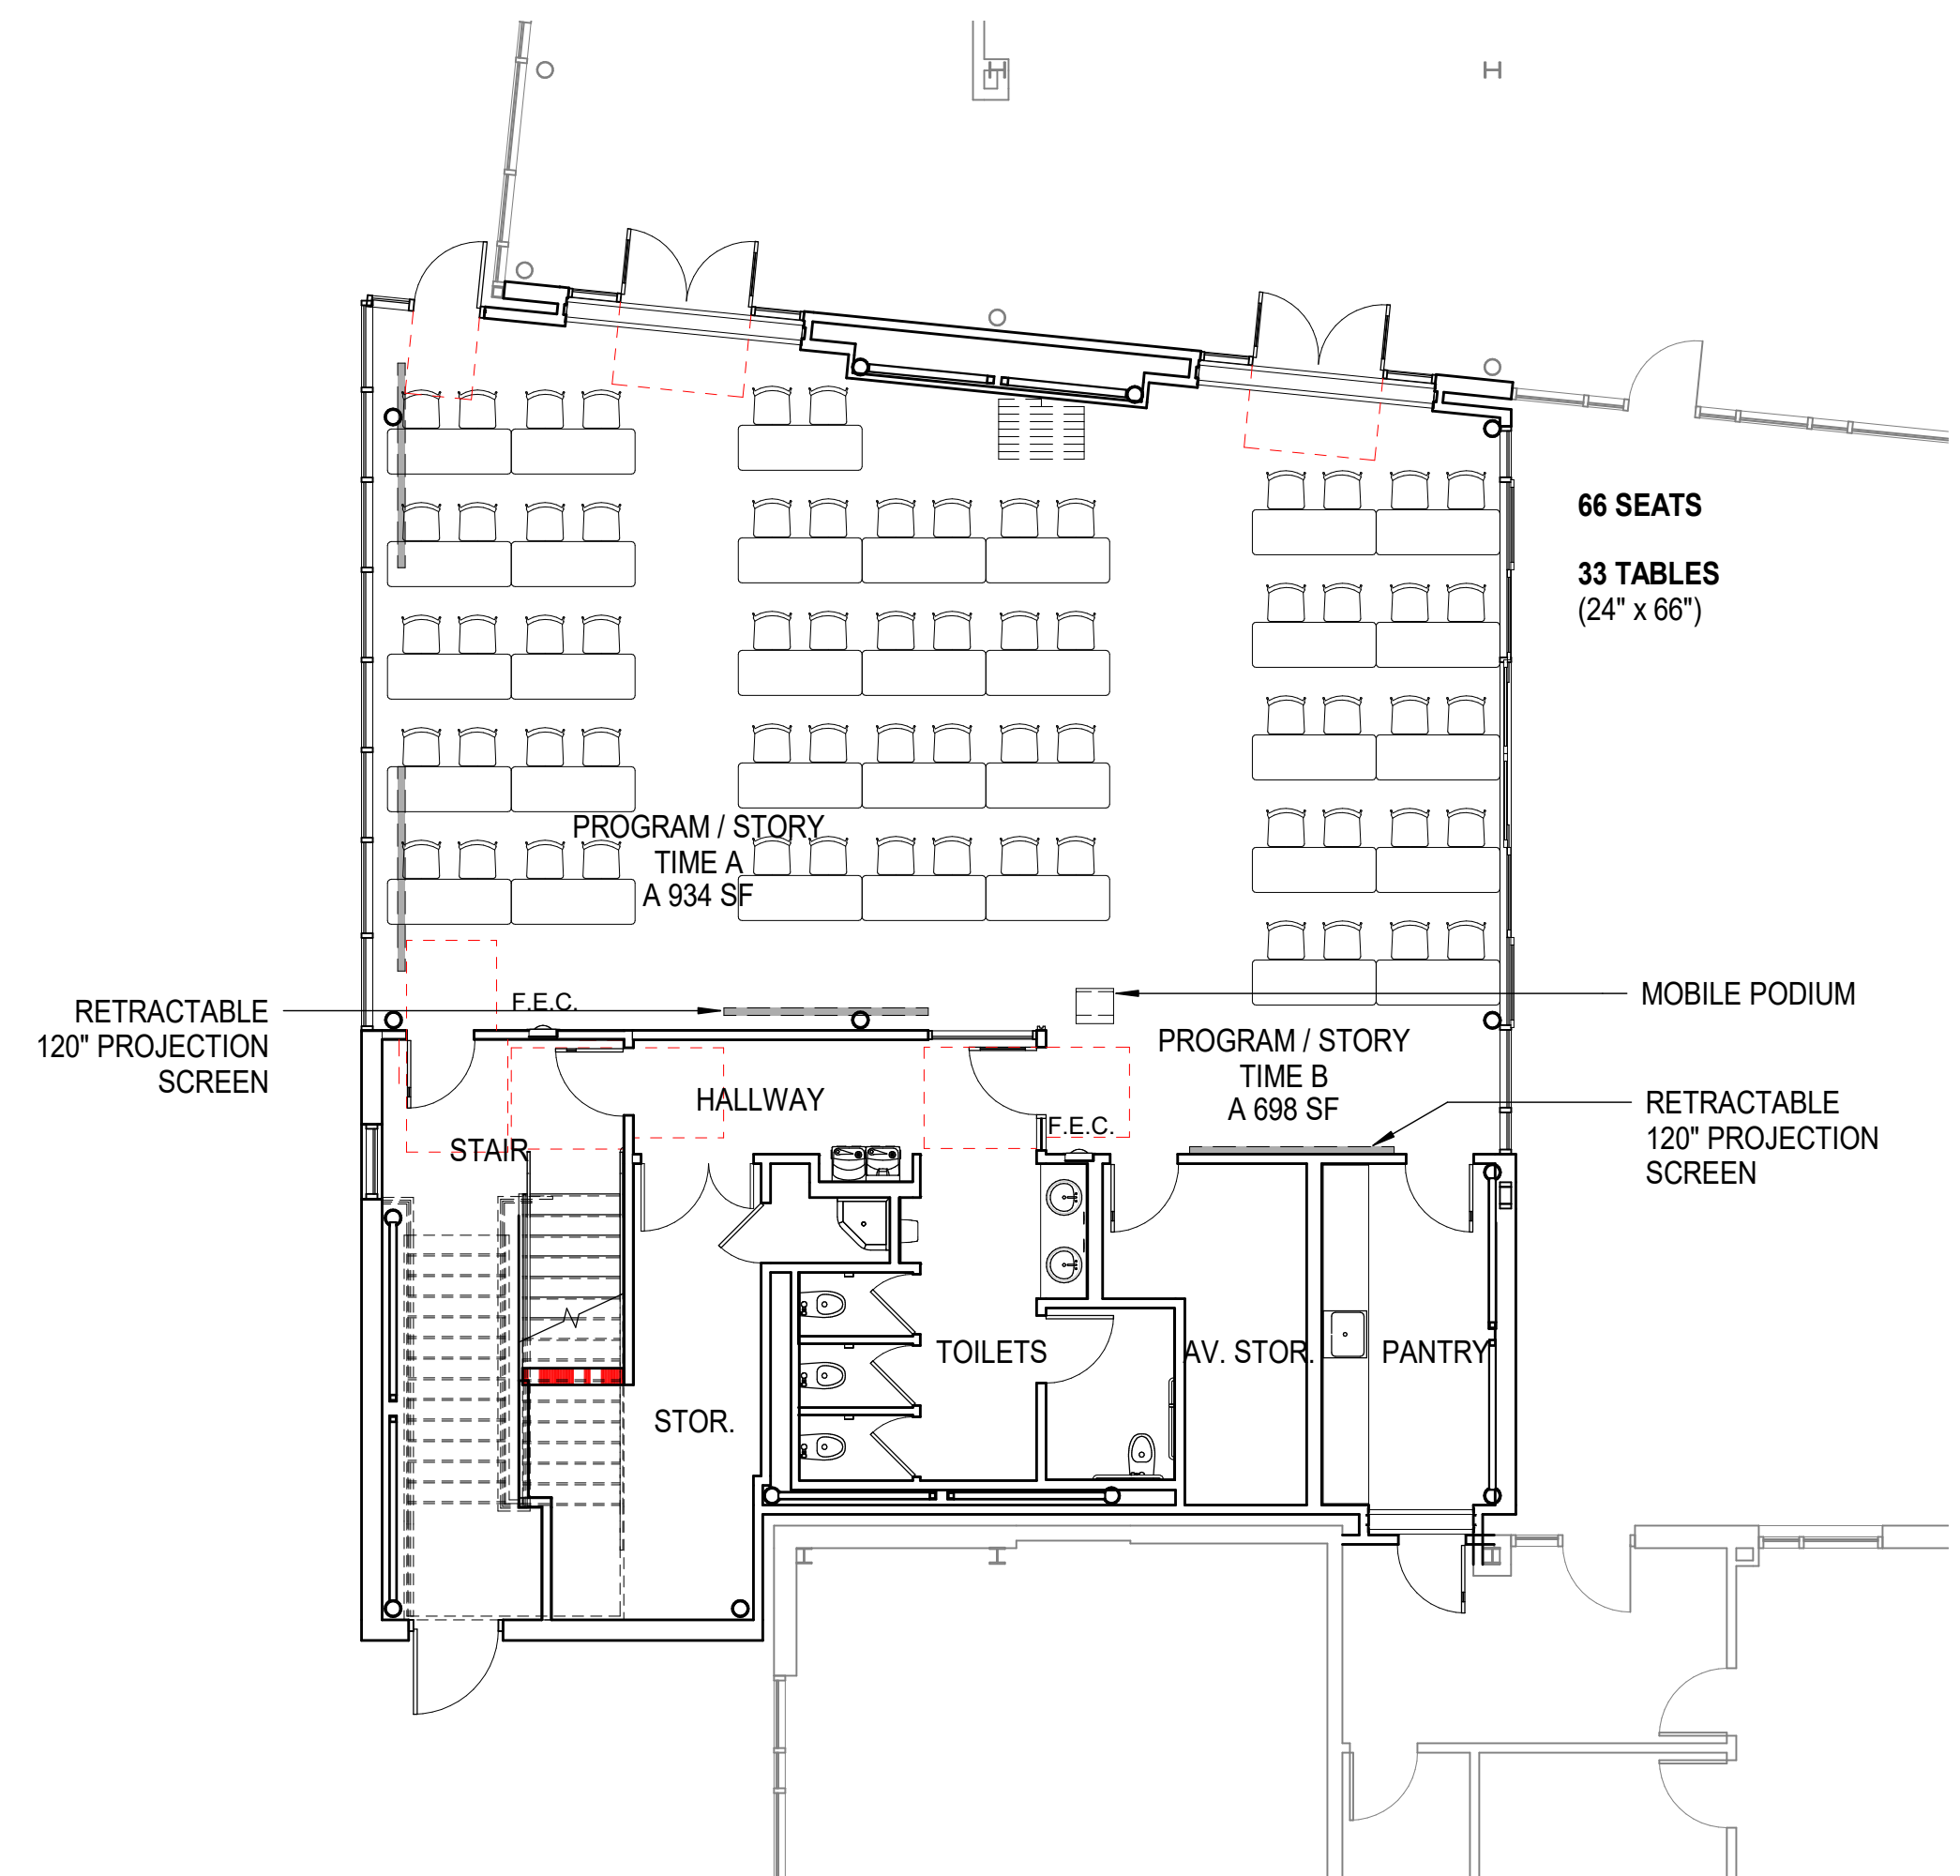 66 SEATS
33 TABLES
(24" x 66")
PROGRAM / STORY
TIME A
A 934 SF
RETRACTABLE
120" PROJECTION
SCREEN
F.E.C.
MOBILE PODIUM
PROGRAM / STORY
TIME B
A 698 SF
HALLWAY
F.E.C.
RETRACTABLE
120" PROJECTION
SCREEN
STAIR
TOILETS
AV. STOR.
PANTRY
STOR.